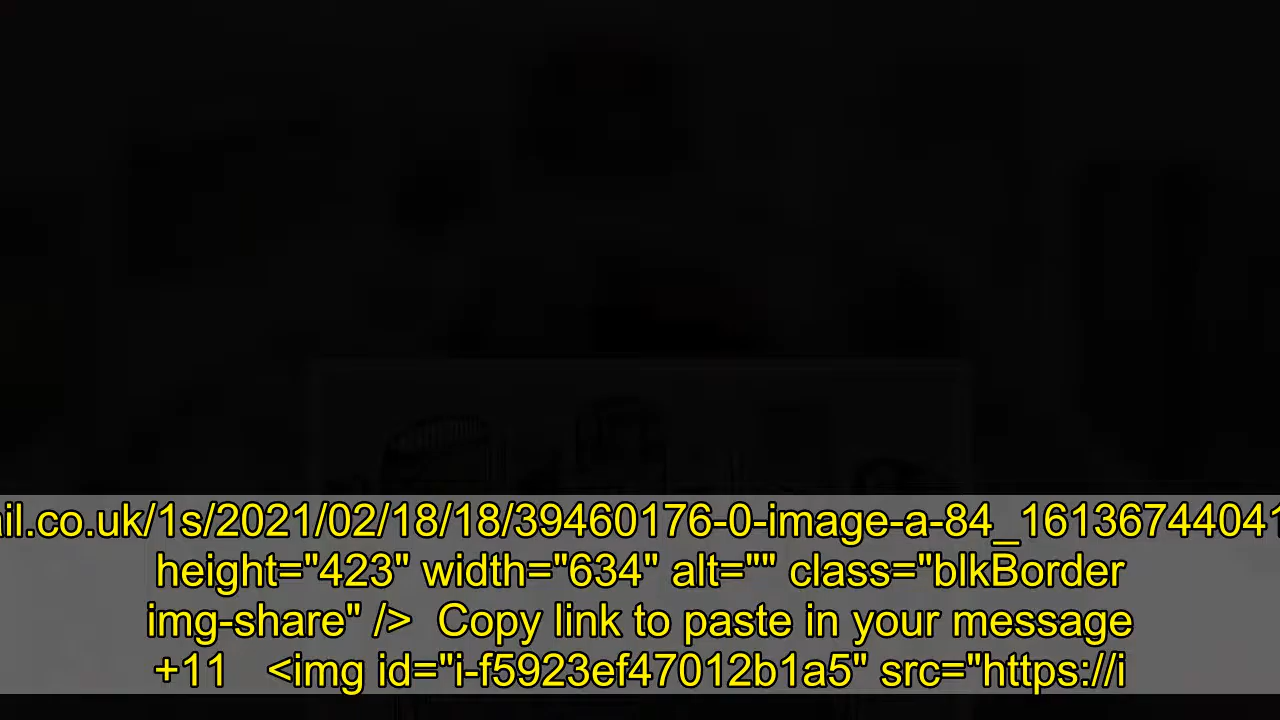 ail.co.uk/1s/2021/02/18/18/39460176-0-image-a-84_16136744041
height="423" width="634" alt="" class="blkBorder
img-share" /> Copy link to paste in your message
+11 <img id="i-f5923ef47012b1a5" src="https://i